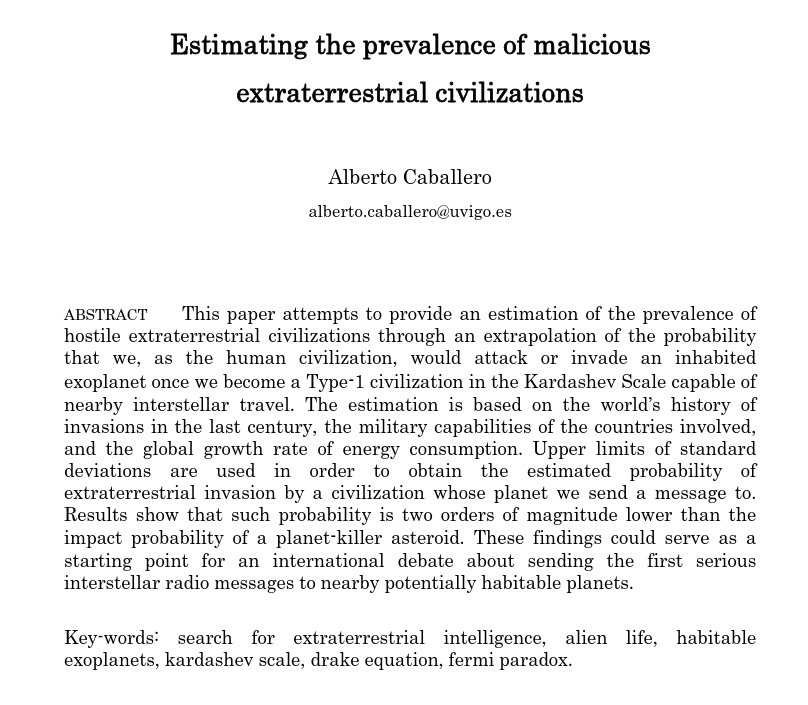 Estimating the prevalence of malicious
extraterrestrial civilizations
Alberto Caballero
alberto.caballero@uvigo.es
ABSTRACT This paper attempts to provide an estimation of the prevalence of
hostile extraterrestrial civilizations through an extrapolation of the probability
that we, as the human civilization, would attack or invade an inhabited
exoplanet once we become a Type-1 civilization in the Kardashev Scale capable of
nearby interstellar travel. The estimation is based on the world's history of
invasions in the last century, the military capabilities of the countries involved,
and the global growth rate of energy consumption. Upper limits of standard
deviations are used in order to obtain the estimated probability of
extraterrestrial invasion by a civilization whose planet we send a message to.
Results show that such probability is two orders of magnitude lower than the
impact probability of a planet-killer asteroid. These findings could serve as a
starting point for an international debate about sending the first serious
interstellar radio messages to nearby potentially habitable planets.
Key-words: search for extraterrestrial intelligence, alien life, habitable
exoplanets, kardashev scale, drake equation, fermi paradox.